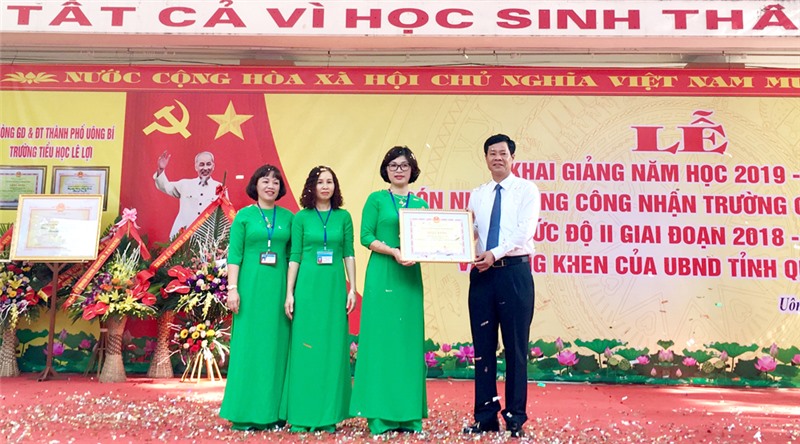 TẤT CẢ VÌ HỌC SINH THÂ
NƯỚC CỘNG HÒA XÃ HỘI CHỦ NGHĨA VIỆT NAM MU
ÒNG GD & ĐT THÀNH PHỐ UÔNG BÍ
TRƯỜNG TIỂU HỌC LÊ LỢI
LỄ
KHAI GIẢNG NĂM HỌC 2019 -
ÓN NH NG CÔNG NHẬN TRƯỜNG
ỨC ĐỘ II GIAI ĐOẠN 2018 -
NG KHEN CỦA UBND TỈNH QU
Uôn